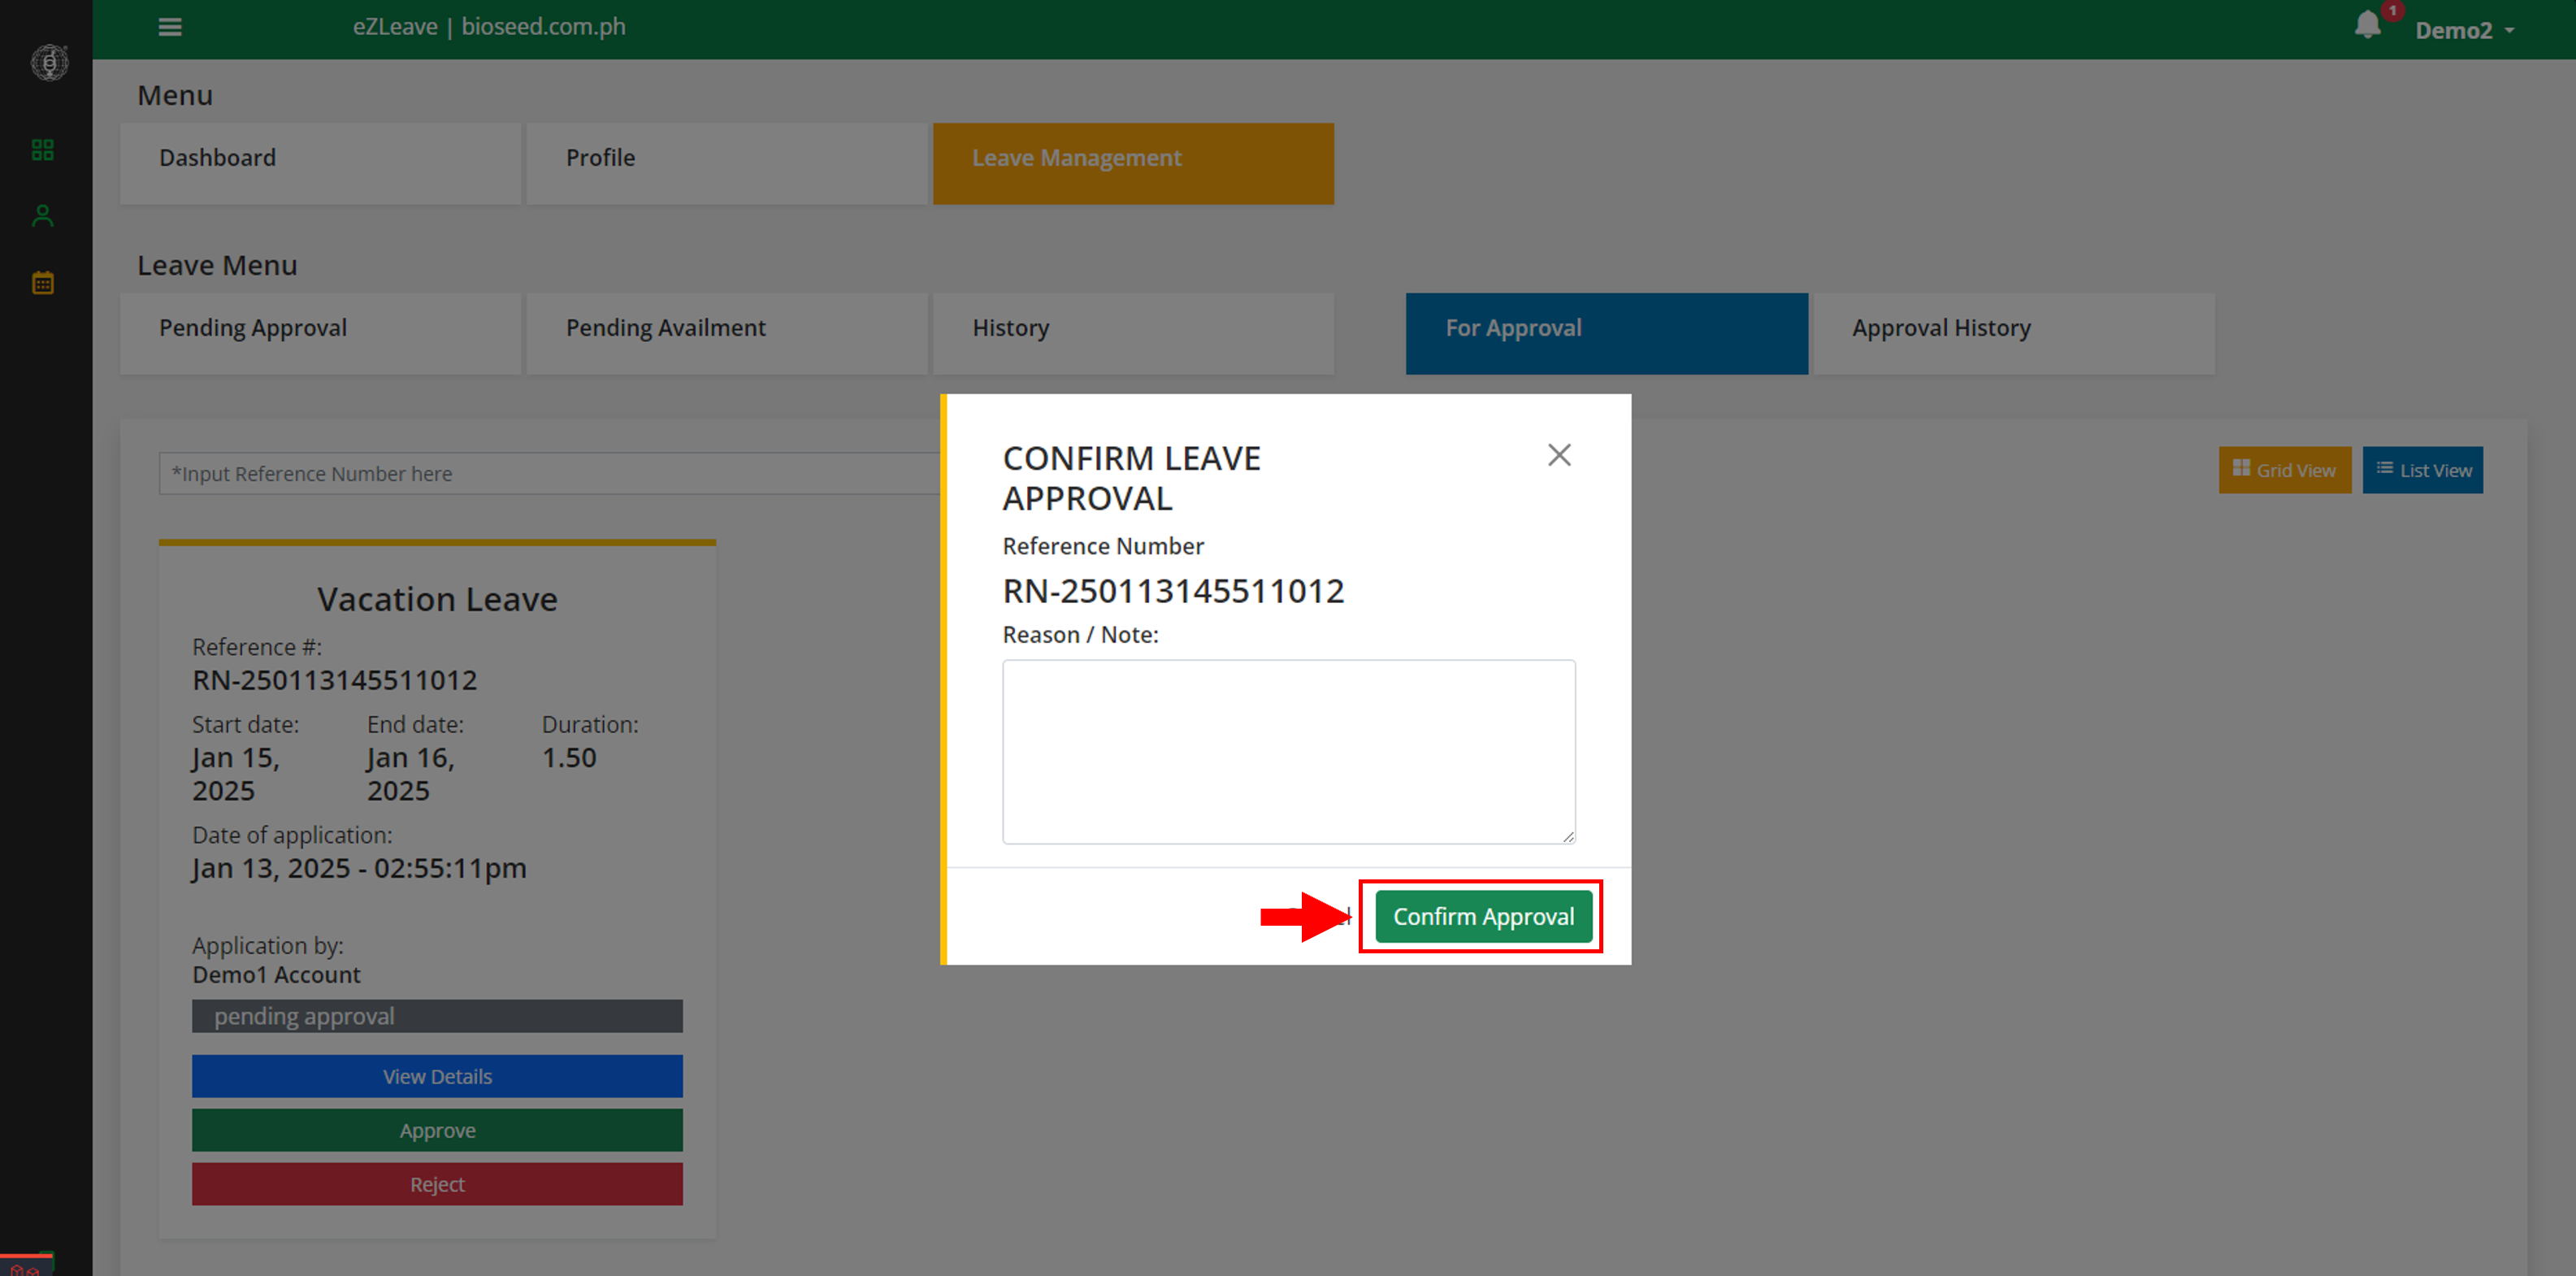 eZLeave | bioseed.com.ph
1
Demo2
Menu
Dashboard
Profile
Leave Management
Leave Menu
Pending Approval
Pending Availment
History
For Approval
Approval History
*Input Reference Number here
Grid View
List View
Vacation Leave
Reference #:
RN-250113145511012
Start date:
End date:
Duration:
Jan 15,
2025
Jan 16,
2025
1.50
Date of application:
Jan 13, 2025 - 02:55:11pm
Application by:
Demo1 Account
pending approval
View Details
Approve
Reject
CONFIRM LEAVE
APPROVAL
Reference Number
RN-250113145511012
Reason / Note:
Confirm Approval